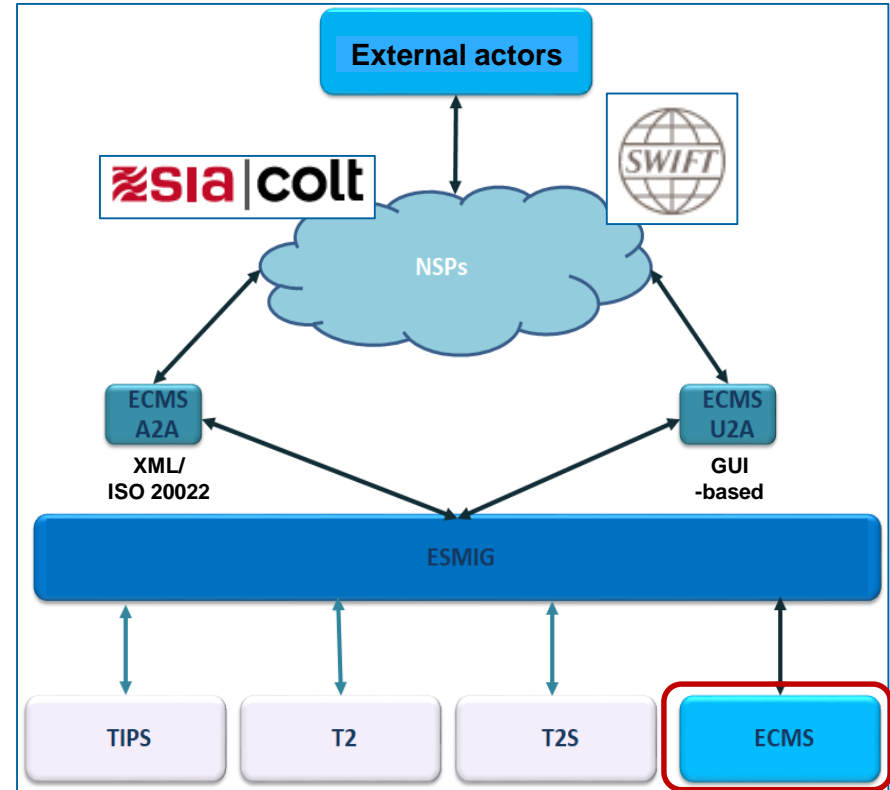 External actors
sia colt
SWIFT
NSPs
ECMS
A2A
ECMS
U2A
XML/
ISO 20022
GUI
-based
ESMIG
TIPS
T2
T2S
ECMS